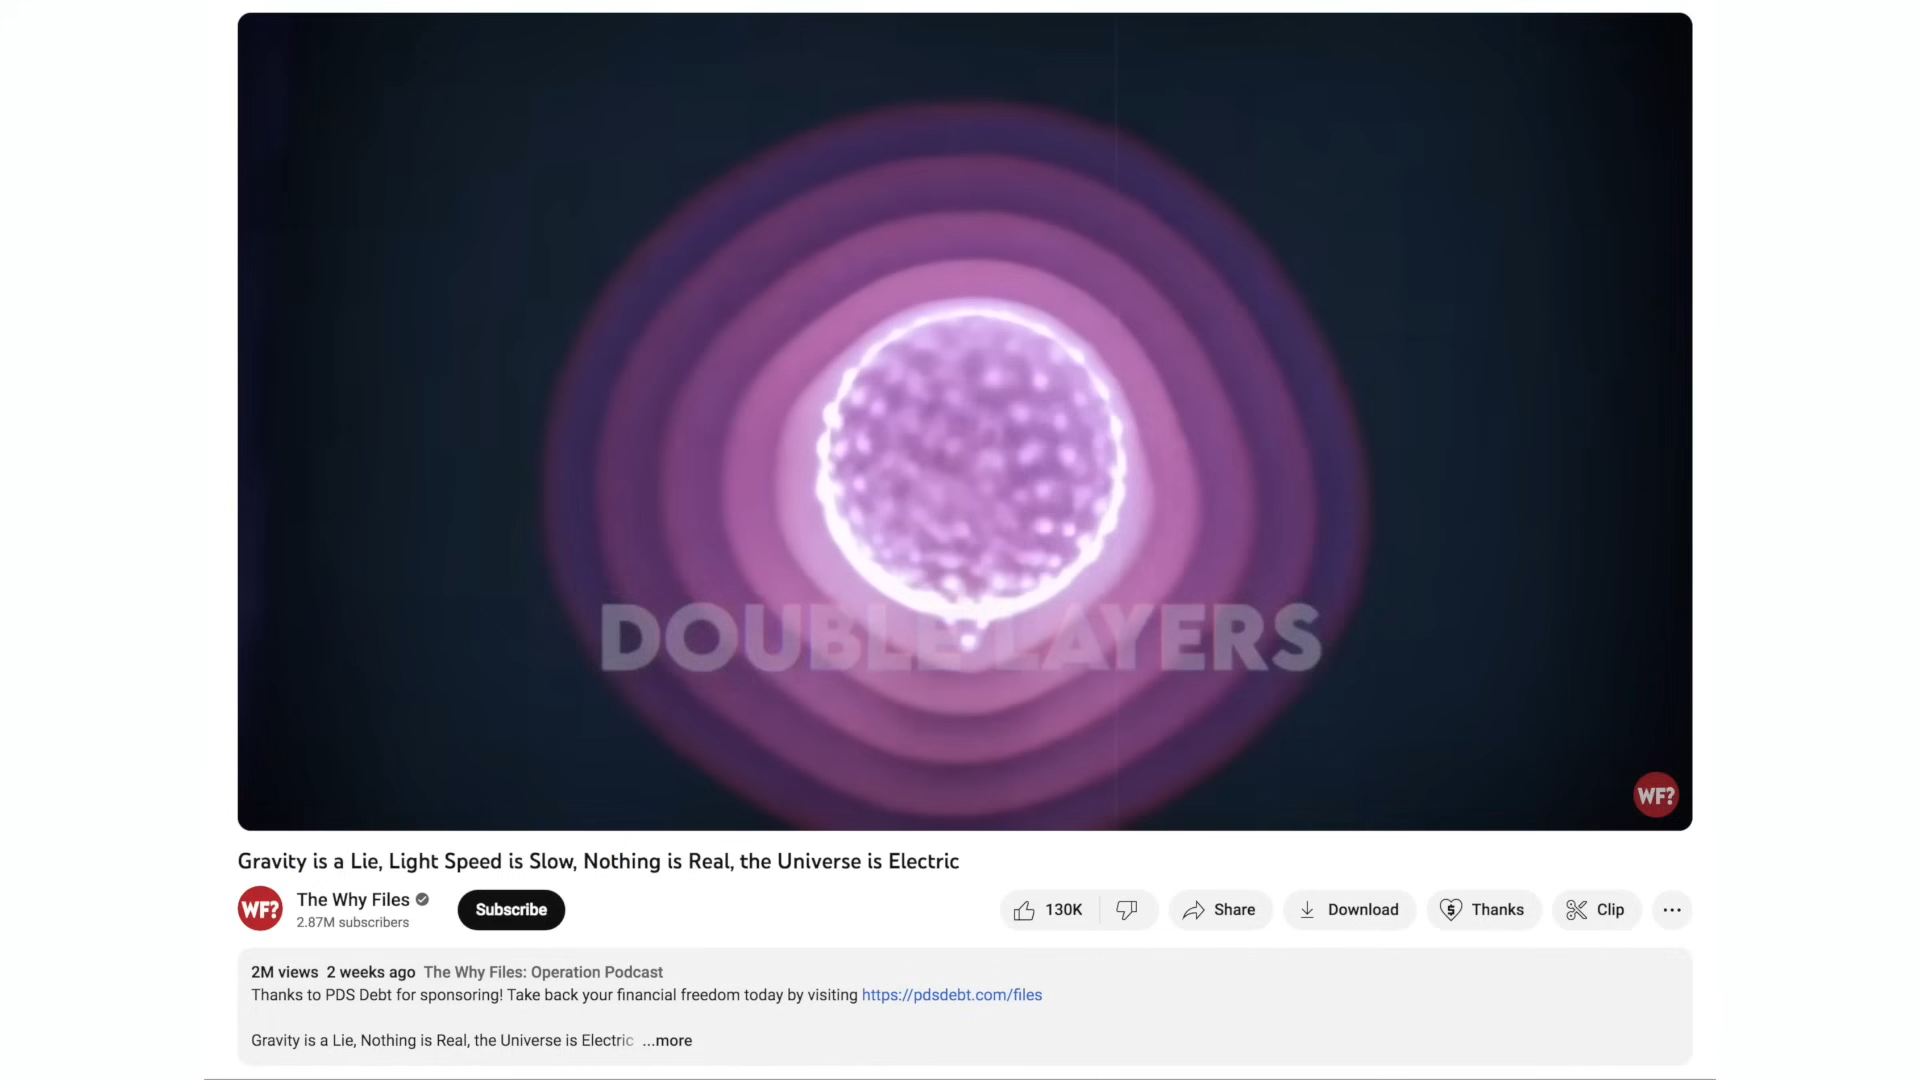 DOUBLE LAYERS
WF?
Gravity is a Lie, Light Speed is Slow, Nothing is Real, the Universe is Electric
WF?
The Why Files
2.87M subscribers
Subscribe
130K
Share
Download
Thanks
Clip
2M views 2 weeks ago The Why Files: Operation Podcast
Thanks to PDS Debt for sponsoring! Take back your financial freedom today by visiting https://pdsdebt.com/files
Gravity is a Lie, Nothing is Real, the Universe is Electric ...more